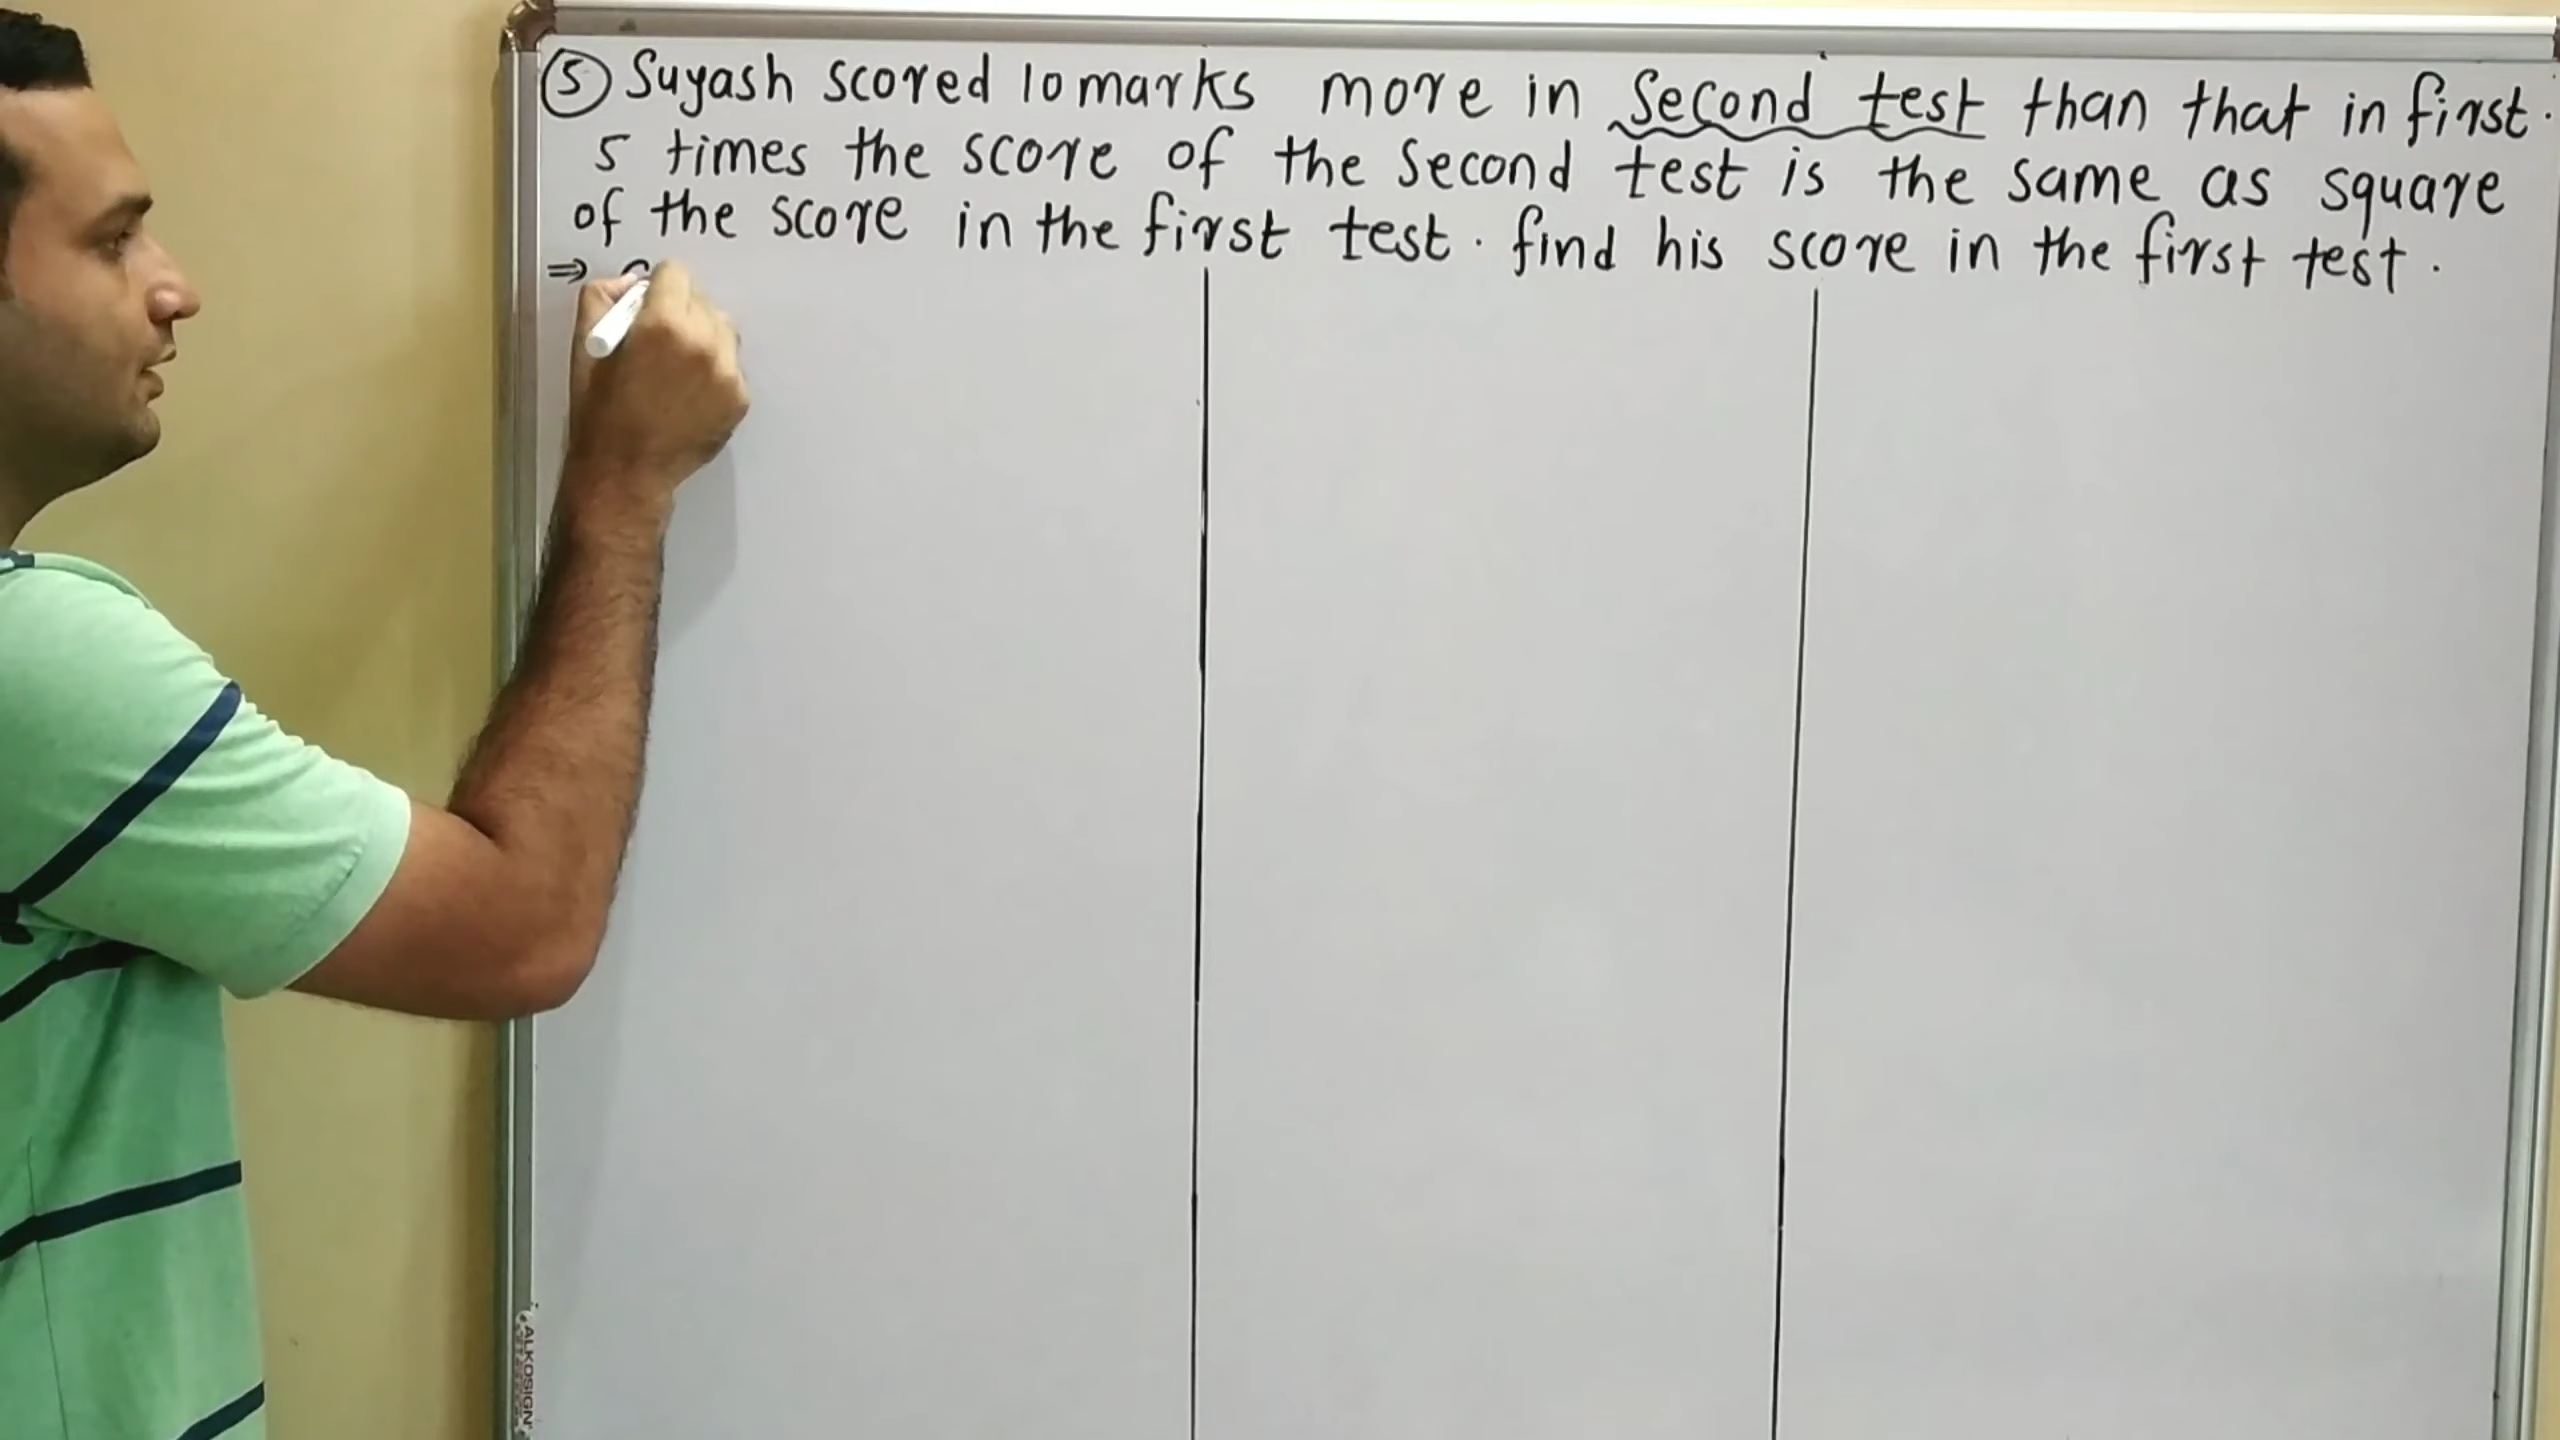 ⑤ Suyash scored 10 marks more in second test than that in first.
5 times the score of the second test is the same as square
of the score in the first test. find his score in the first test.
⇒
ALKOSIGN